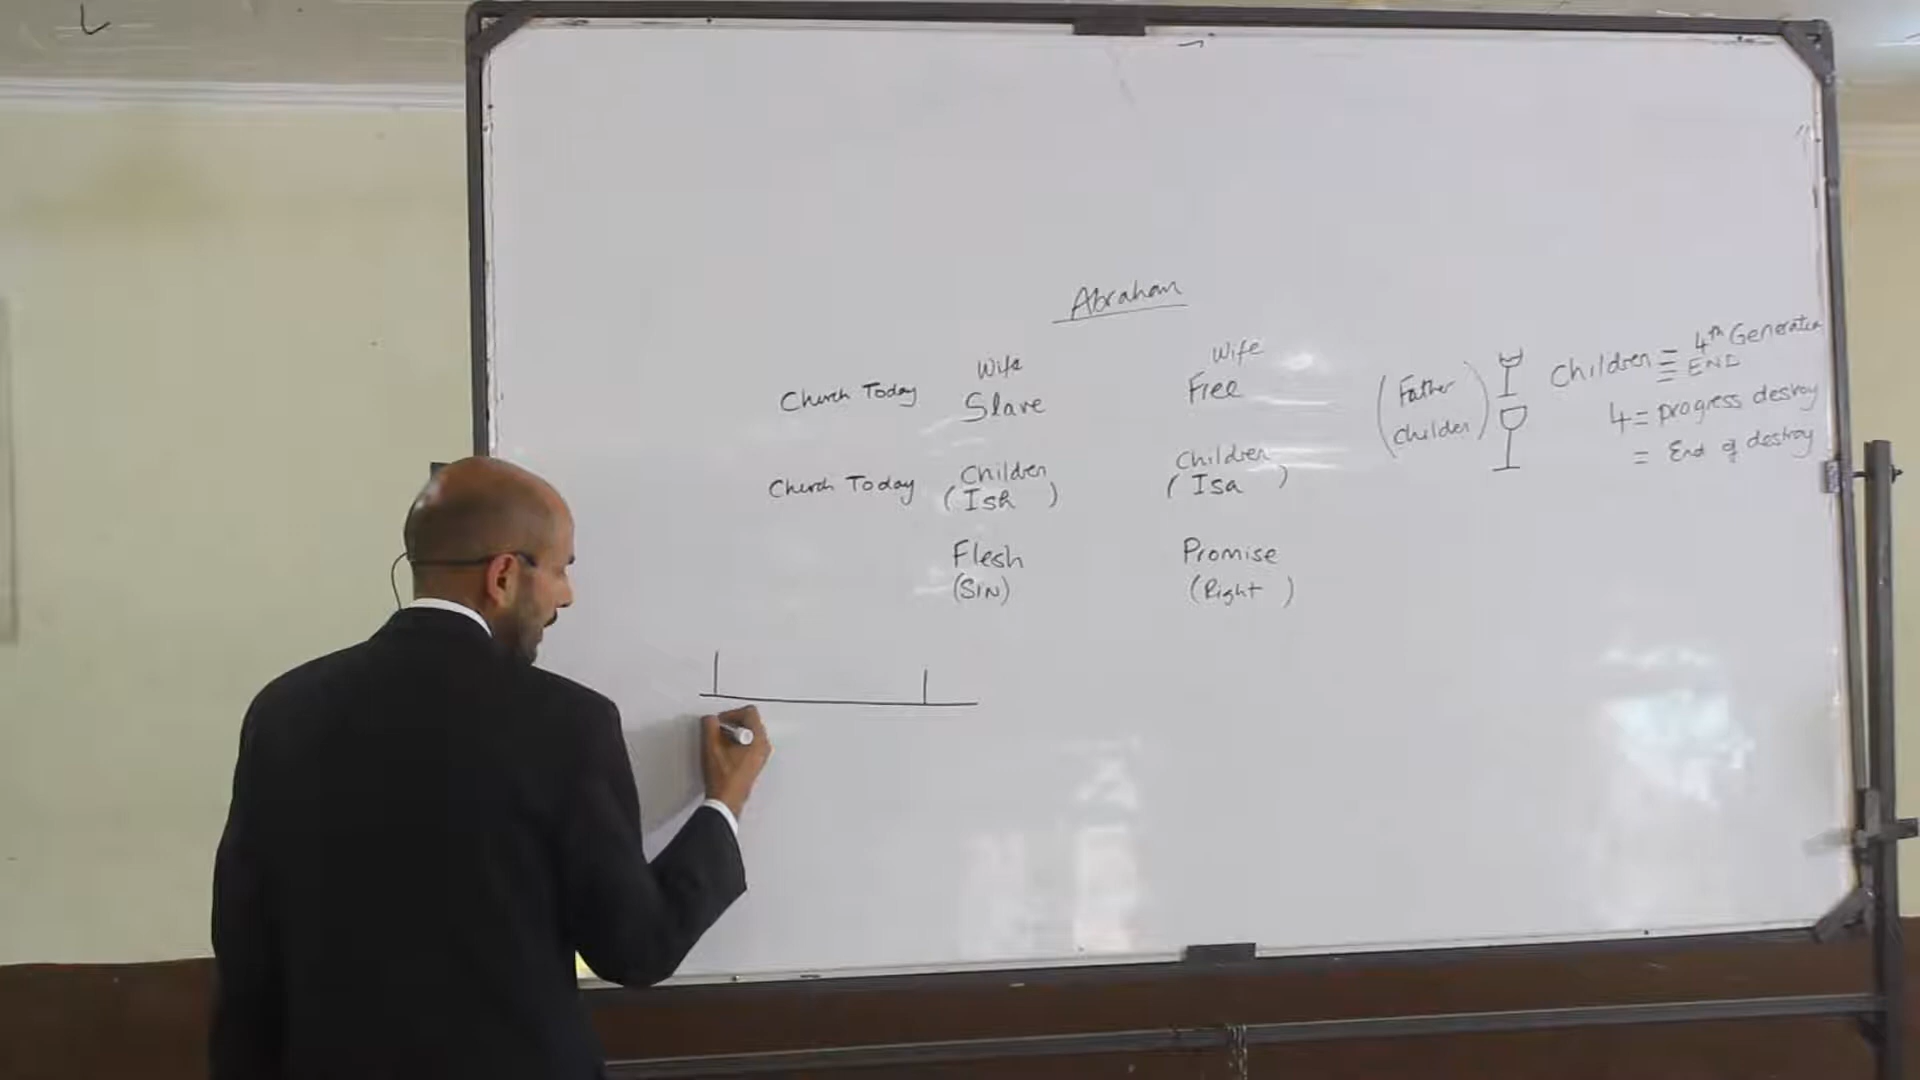 Abraham
Wife
Church Today Slave
Children
Church Today (Ish )
Flesh
(SIN)
Wife
Free
Children
( Isa )
Promise
(Right )
(Father
childen)
Children = 4th Generation
= END
4 = progress desroy
= End of destroy